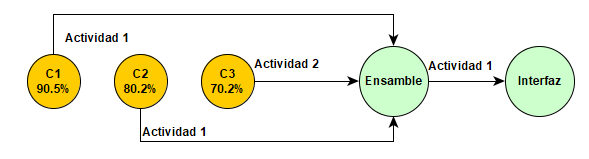 Actividad 1
C1
90.5%
C2
80.2%
C3
70.2%
Actividad 2
Ensamble
Actividad 1
Interfaz
Actividad 1